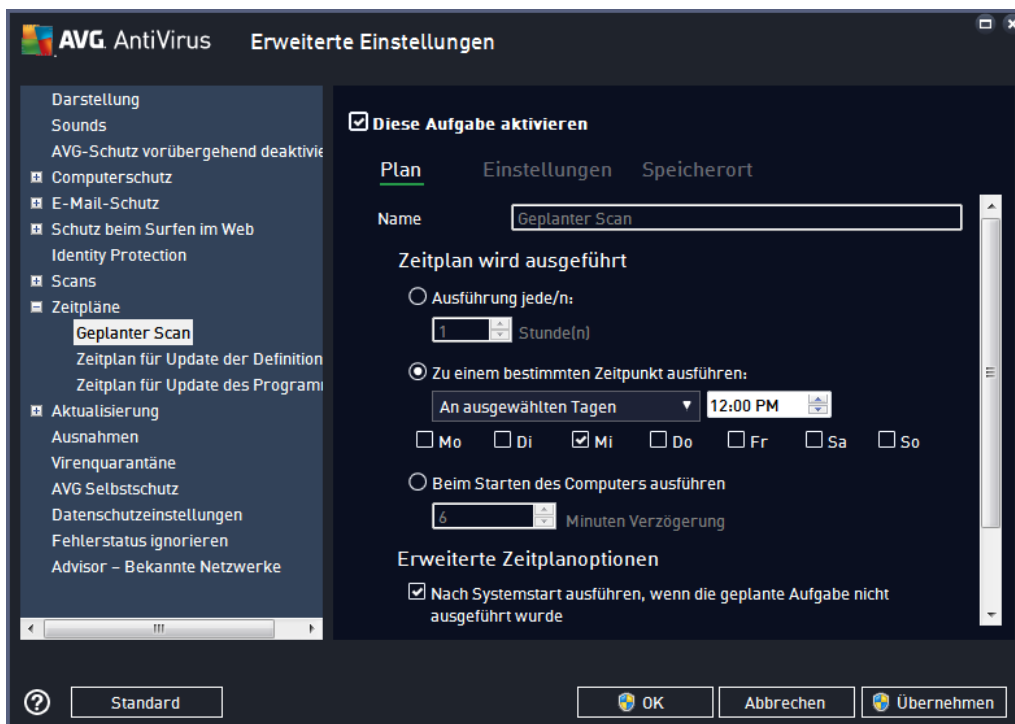 AVG. AntiVirus Erweiterte Einstellungen
Darstellung
Sounds
AVG-Schutz vorübergehend deaktivie
Computerschutz
E-Mail-Schutz
Schutz beim Surfen im Web
Identity Protection
Scans
Zeitpläne
Geplanter Scan
Zeitplan für Update der Definition
Zeitplan für Update des Program
Aktualisierung
Ausnahmen
Virenquarantäne
AVG Selbstschutz
Datenschutzeinstellungen
Fehlerstatus ignorieren
Advisor – Bekannte Netzwerke
Diese Aufgabe aktivieren
Plan Einstellungen Speicherort
Name Geplanter Scan
Zeitplan wird ausgeführt
Ausführung jede/n:
1 Stunde(n)
Zu einem bestimmten Zeitpunkt ausführen:
An ausgewählten Tagen 12:00 PM
Mo Di Mi Do Fr Sa So
Beim Starten des Computers ausführen
6 Minuten Verzögerung
Erweiterte Zeitplanoptionen
Nach Systemstart ausführen, wenn die geplante Aufgabe nicht
ausgeführt wurde
? Standard OK Abbrechen Übernehmen